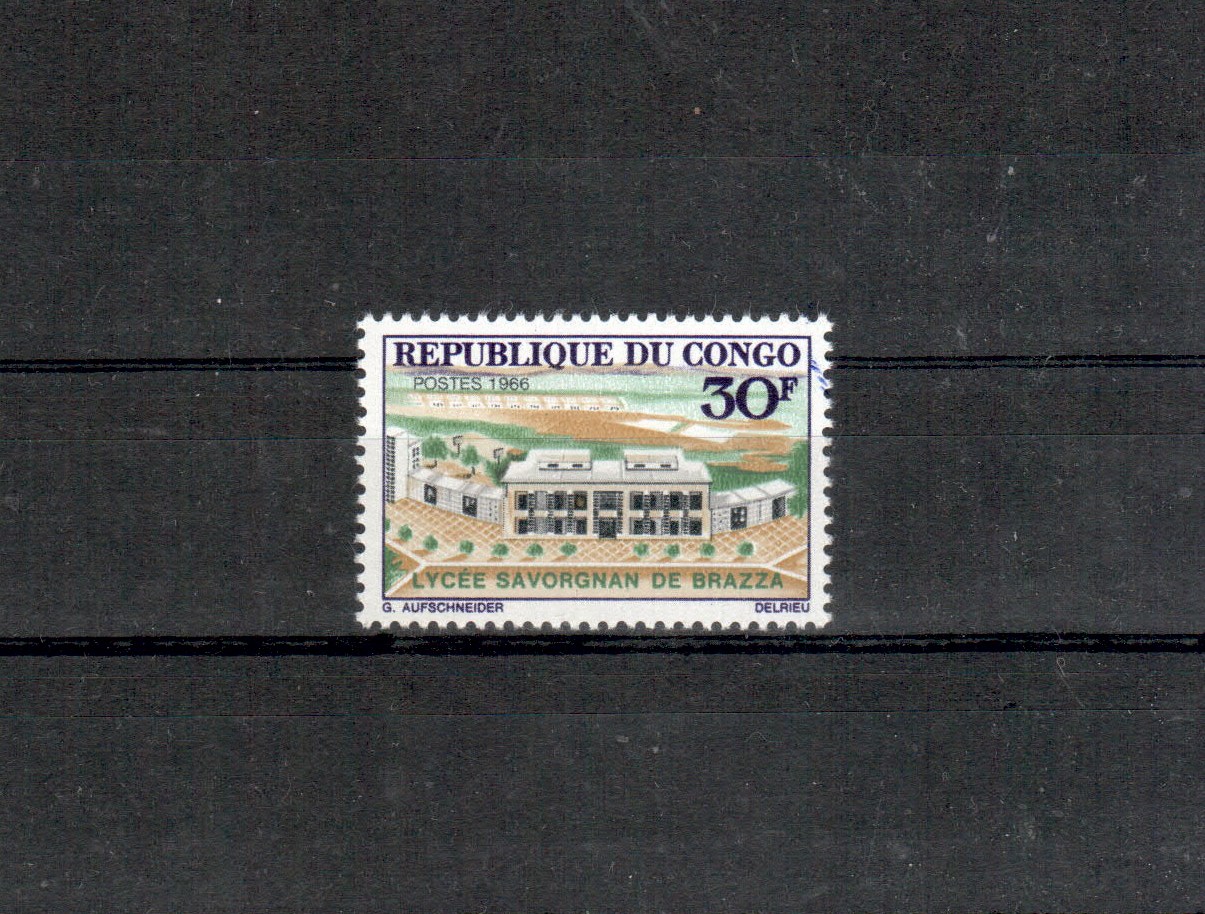 REPUBLIQUE DU CONGO
POSTES 1966
30F
LYCÉE SAVORGNAN DE BRAZZA
G. AUFSCHNEIDER
DELRIEU